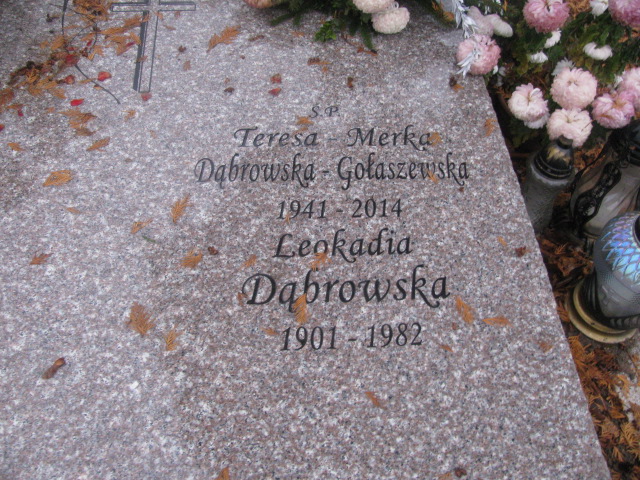 Ś.P.
Teresa - Merka
Dąbrowska - Gołaszewska
1941 - 2014
Leokadia
Dąbrowska
1901 - 1982